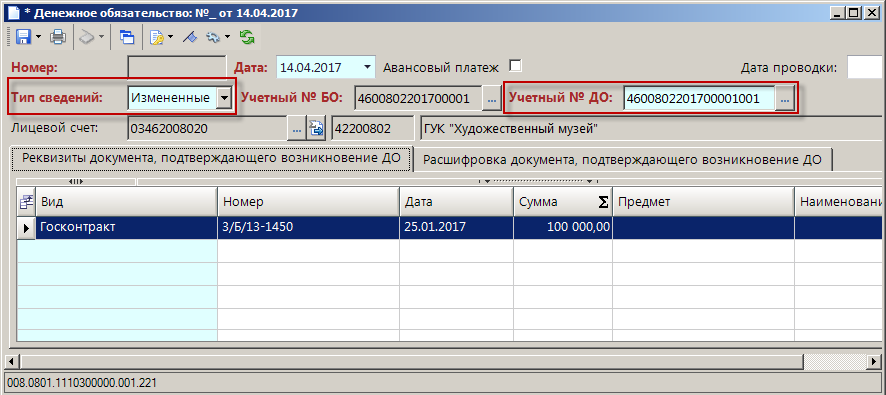 * Денежное обязательство: №_ от 14.04.2017
Номер: Дата: 14.04.2017 Авансовый платеж Дата проводки:
Тип сведений: Измененные Учетный № БО: 4600802201700001 ... Учетный № ДО: 4600802201700001001 ...
Лицевой счет: 03462008020 ... 42200802 ГУК "Художественный музей"
Реквизиты документа, подтверждающего возникновение ДО Расшифровка документа, подтверждающего возникновение ДО
Вид Номер Дата Сумма Σ Предмет Наименовани
Госконтракт 3/Б/13-1450 25.01.2017 100 000,00
008.0801.1110300000.001.221